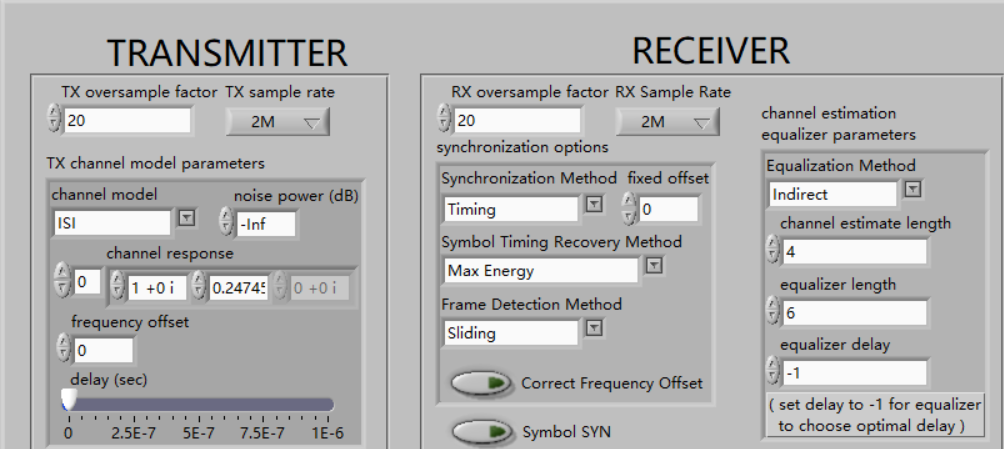 TRANSMITTER
TX oversample factor TX sample rate
20 2M
TX channel model parameters
channel model noise power (dB)
ISI -Inf
channel response
0 1 +0 i 0.24745 0 +0 i
frequency offset
0
delay (sec)
0 2.5E-7 5E-7 7.5E-7 1E-6
RECEIVER
RX oversample factor RX Sample Rate
20 2M
synchronization options
Synchronization Method fixed offset
Timing 0
Symbol Timing Recovery Method
Max Energy
Frame Detection Method
Sliding
Correct Frequency Offset
Symbol SYN
channel estimation
equalizer parameters
Equalization Method
Indirect
channel estimate length
4
equalizer length
6
equalizer delay
-1
( set delay to -1 for equalizer
to choose optimal delay )